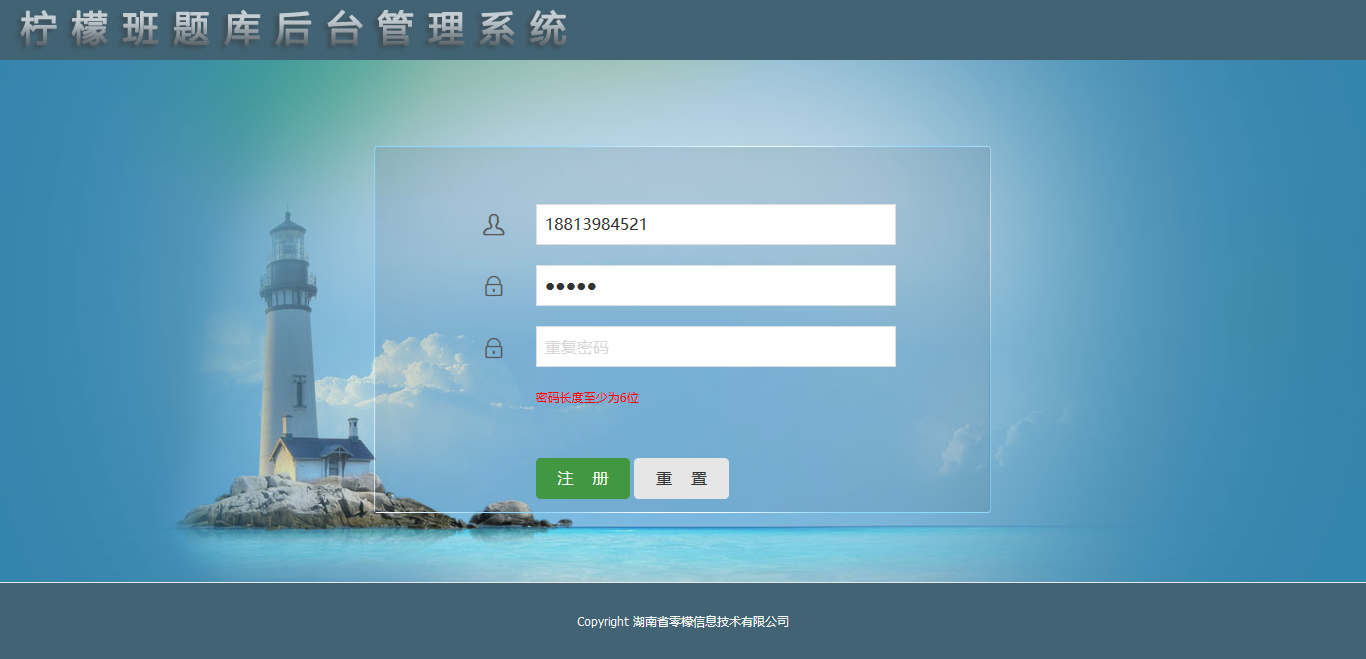 柠檬班题库后台管理系统
18813984521
●●●●●
重复密码
密码长度至少为6位
注 册 重 置
Copyright 湖南省零檬信息技术有限公司